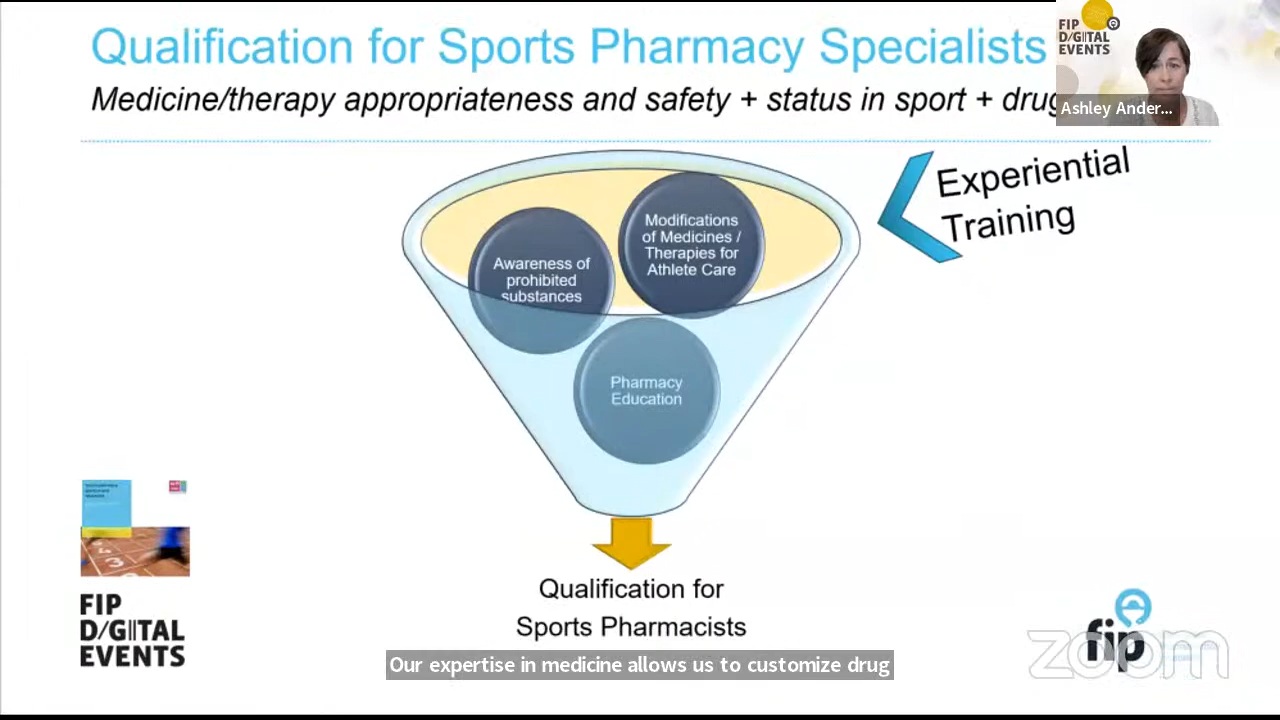 Qualification for Sports Pharmacy Specialists
Medicine/therapy appropriateness and safety + status in sport + drug
FIP
D/GIITAL
EVENTS
Ashley Ander...
Experiential
Training
Modifications
of Medicines /
Therapies for
Athlete Care
Awareness of
prohibited
substances
Pharmacy
Education
Qualification for
Sports Pharmacists
FIP
D/GIITAL
EVENTS
fip
zoom
Our expertise in medicine allows us to customize drug